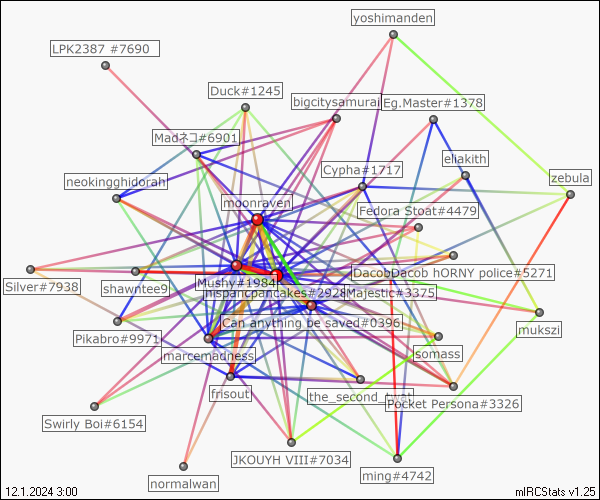 yoshimanden
LPK2387 #7690
Duck#1245
bigcitysamurai
Eg.Master#1378
Madネコ#6901
eliakith
Cypha#1717
neokingghidorah
zebula
moonraven
Fedora Stoat#4479
Silver#7938
shawntee9
Mushy#1984
DacobDacob hORNY police#5271
hispanicpancakes#2928
Majestic#3375
Can anything be saved#0396
mukszi
Pikabro#9971
marcemadness
somass
frisout
the_second_
Pocket Persona#3326
Swirly Boi#6154
JKOUYH VIII#7034
ming#4742
normalwan
12.1.2024 3:00
mIRCStats v1.25